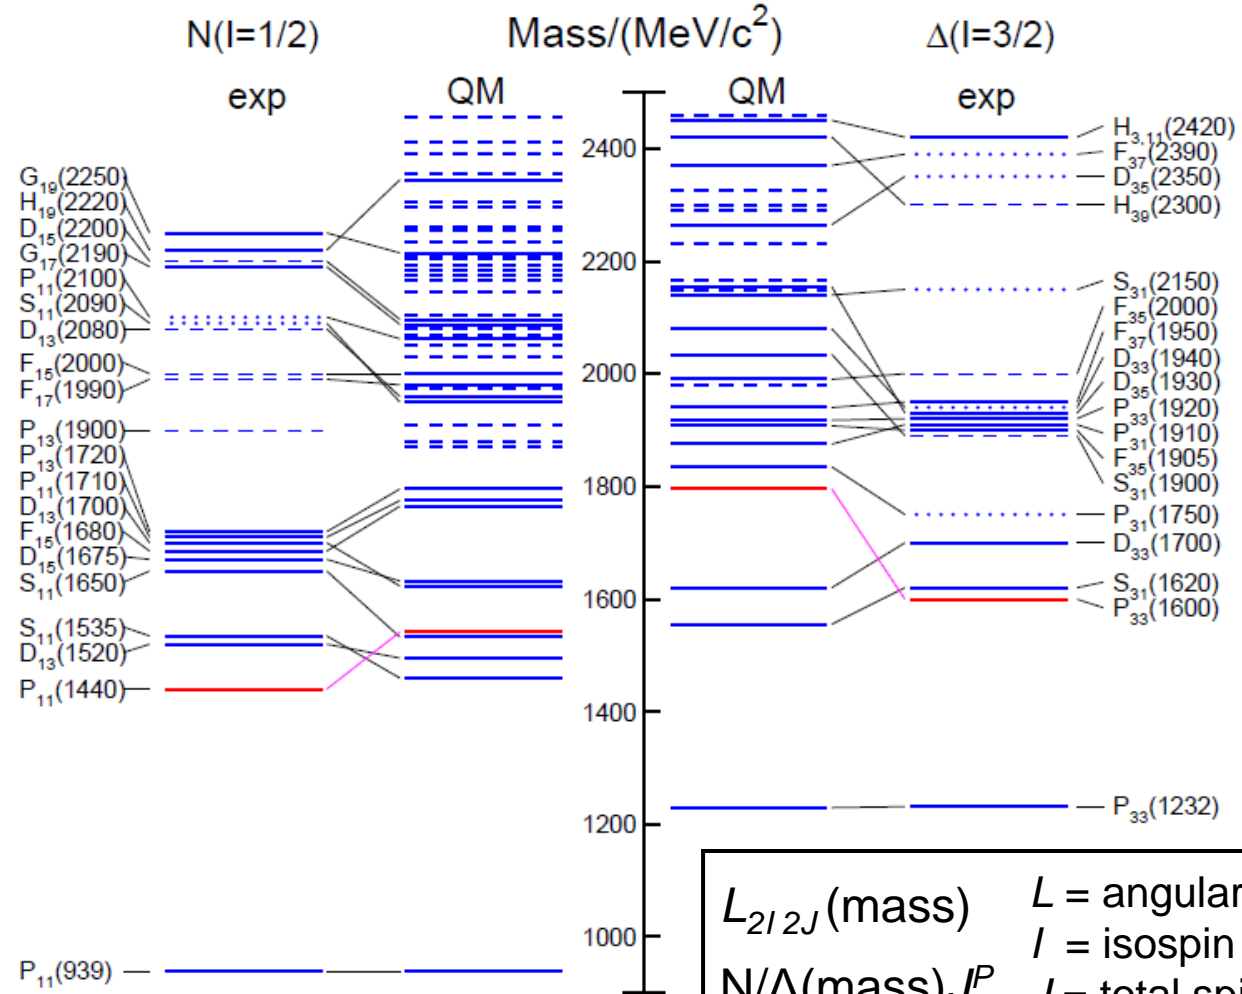 N(I=1/2) Mass/(MeV/c²) Δ(I=3/2)
exp QM QM exp
G₁₉(2250)
H₁₉(2220)
D₁₅(2200)
G₁₇(2190)
P₁₁(2100)
S₁₁(2090)
D₁₃(2080)
F₁₅(2000)
F₁₇(1990)
P₁₃(1900)
P₁₃(1720)
P₁₁(1710)
D₁₃(1700)
F₁₅(1680)
D₁₅(1675)
S₁₁(1650)
S₁₁(1535)
D₁₃(1520)
P₁₁(1440)
P₁₁(939)
2400
2200
2000
1800
1600
1400
1200
1000
H₃,₁₁(2420)
F₃₇(2390)
D₃₅(2350)
H₃₉(2300)
S₃₁(2150)
F₃₅(2000)
F₃₇(1950)
D₃₃(1940)
D₃₅(1930)
P₃₃(1920)
P₃₁(1910)
F₃₅(1905)
S₃₁(1900)
P₃₁(1750)
D₃₃(1700)
S₃₁(1620)
P₃₃(1600)
P₃₃(1232)
L₂I ₂J (mass) L = angular
I = isospin
N/Δ(mass) Jᴾ J = total spi